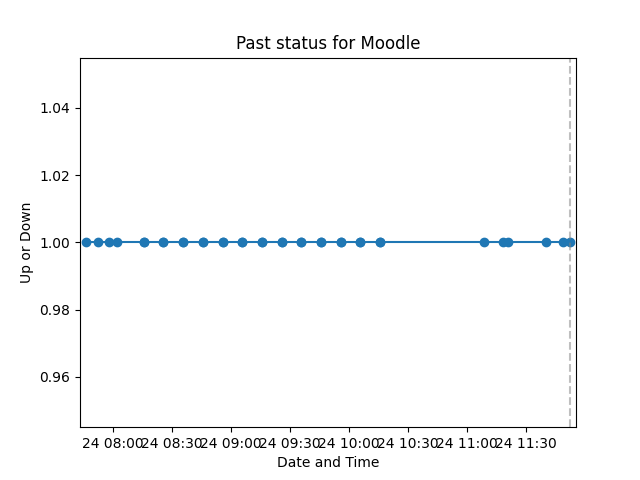 Past status for Moodle
1.04
1.02
1.00
0.98
0.96
Up or Down
24 08:00 24 08:30 24 09:00 24 09:30 24 10:00 24 10:30 24 11:00 24 11:30
Date and Time